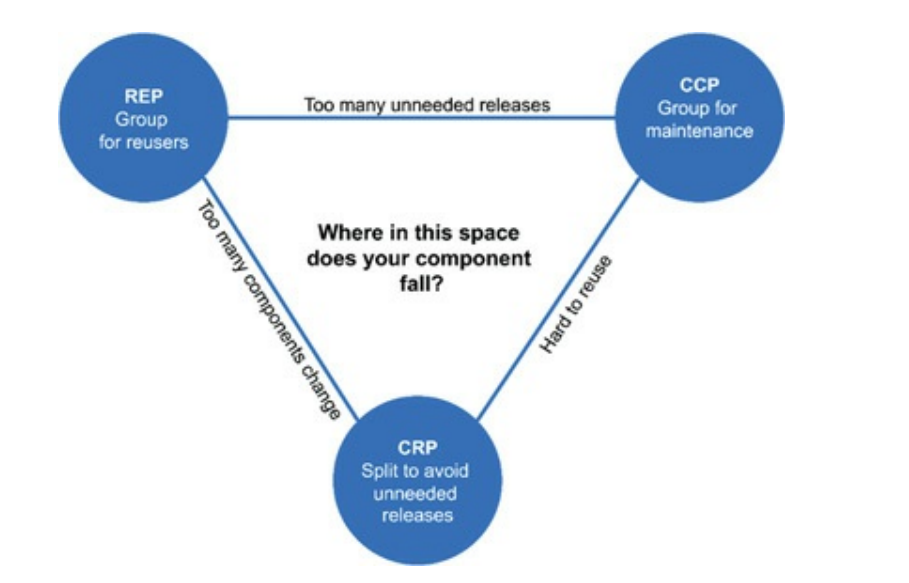 REP
Group
for reusers
Too many unneeded releases
CCP
Group for
maintenance
Where in this space
does your component
fall?
Too many components change
Hard to reuse
CRP
Split to avoid
unneeded
releases